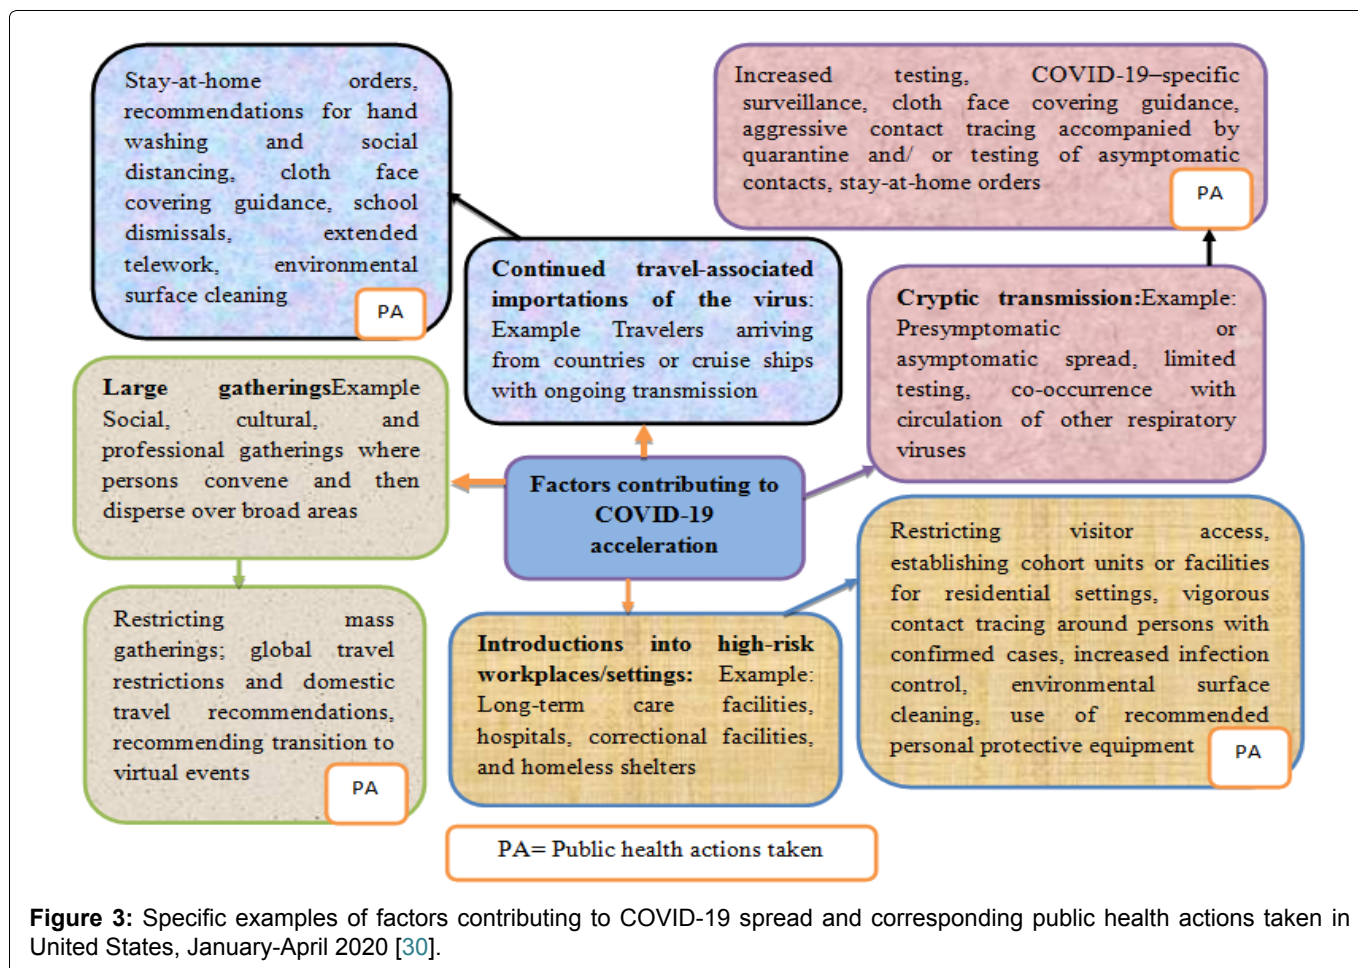 Stay-at-home orders,
recommendations for hand
washing and social
distancing, cloth face
covering guidance, school
dismissals, extended
telework, environmental
surface cleaning
PA
Increased testing, COVID-19–specific
surveillance, cloth face covering guidance,
aggressive contact tracing accompanied by
quarantine and/ or testing of asymptomatic
contacts, stay-at-home orders
PA
Continued travel-associated
importations of the virus:
Example Travelers arriving
from countries or cruise ships
with ongoing transmission
Cryptic transmission:Example:
Presymptomatic or
asymptomatic spread, limited
testing, co-occurrence with
circulation of other respiratory
viruses
Large gatheringsExample
Social, cultural, and
professional gatherings where
persons convene and then
disperse over broad areas
Factors contributing to
COVID-19
acceleration
Restricting visitor access,
establishing cohort units or facilities
for residential settings, vigorous
contact tracing around persons with
confirmed cases, increased infection
control, environmental surface
cleaning, use of recommended
personal protective equipment
PA
Restricting mass
gatherings; global travel
restrictions and domestic
travel recommendations,
recommending transition to
virtual events
PA
Introductions into high-risk
workplaces/settings: Example:
Long-term care facilities,
hospitals, correctional facilities,
and homeless shelters
PA= Public health actions taken
Figure 3: Specific examples of factors contributing to COVID-19 spread and corresponding public health actions taken in
United States, January-April 2020 [30].